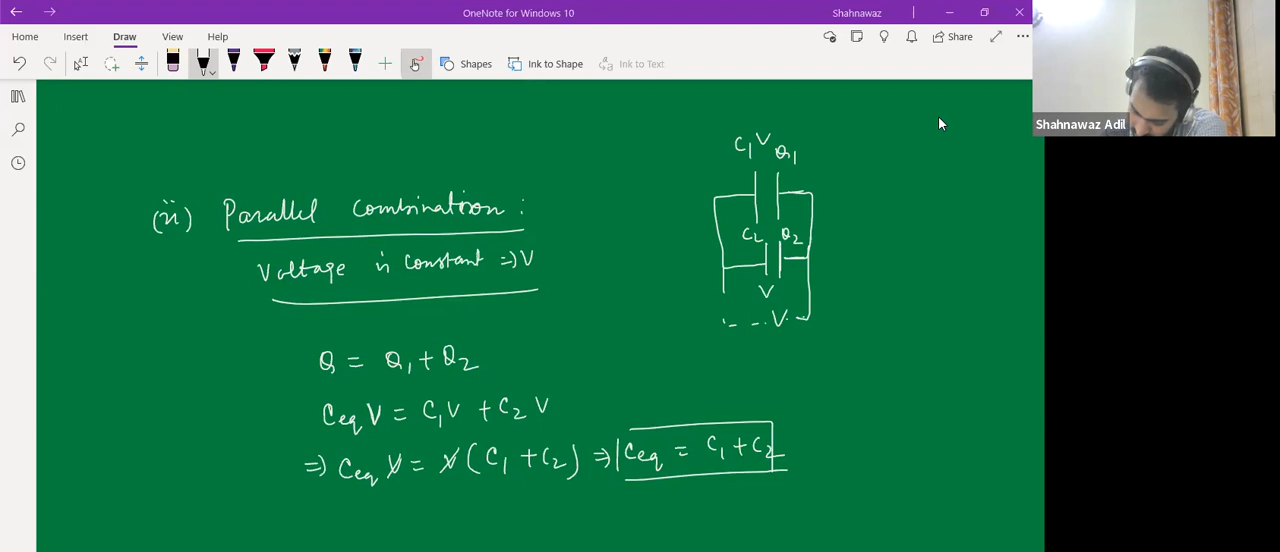 OneNote for Windows 10
Shahnawaz
Home Insert Draw View Help
Share
Shapes
Ink to Shape
Ink to Text
Shahnawaz Adil
(ii) Parallel Combination:
Voltage is constant ⇒ V
C₁ V Q₁
C₂ Q₂
V
V
Q = Q₁ + Q₂
Ceq V = C₁V + C₂ V
⇒ Ceq V = V (C₁ + C₂) ⇒ Ceq = C₁ + C₂